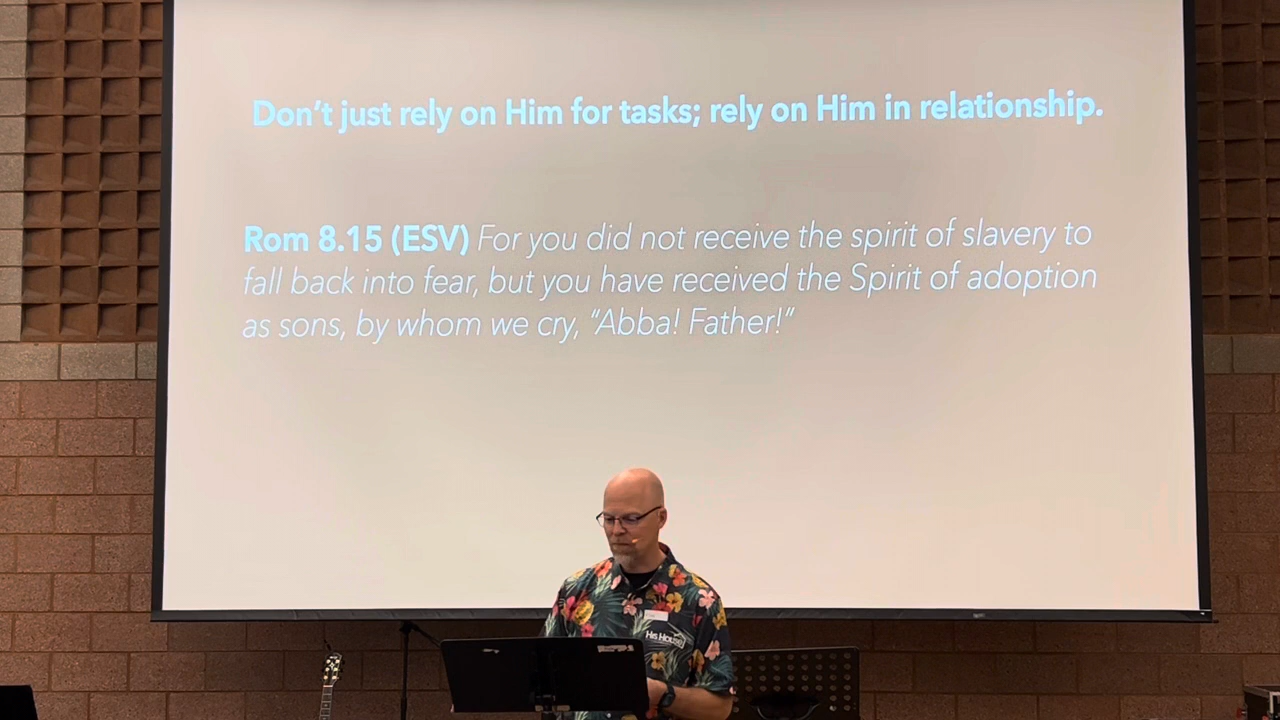 Don't just rely on Him for tasks; rely on Him in relationship.
Rom 8.15 (ESV) For you did not receive the spirit of slavery to
fall back into fear, but you have received the Spirit of adoption
as sons, by whom we cry, “Abba! Father!”
His House